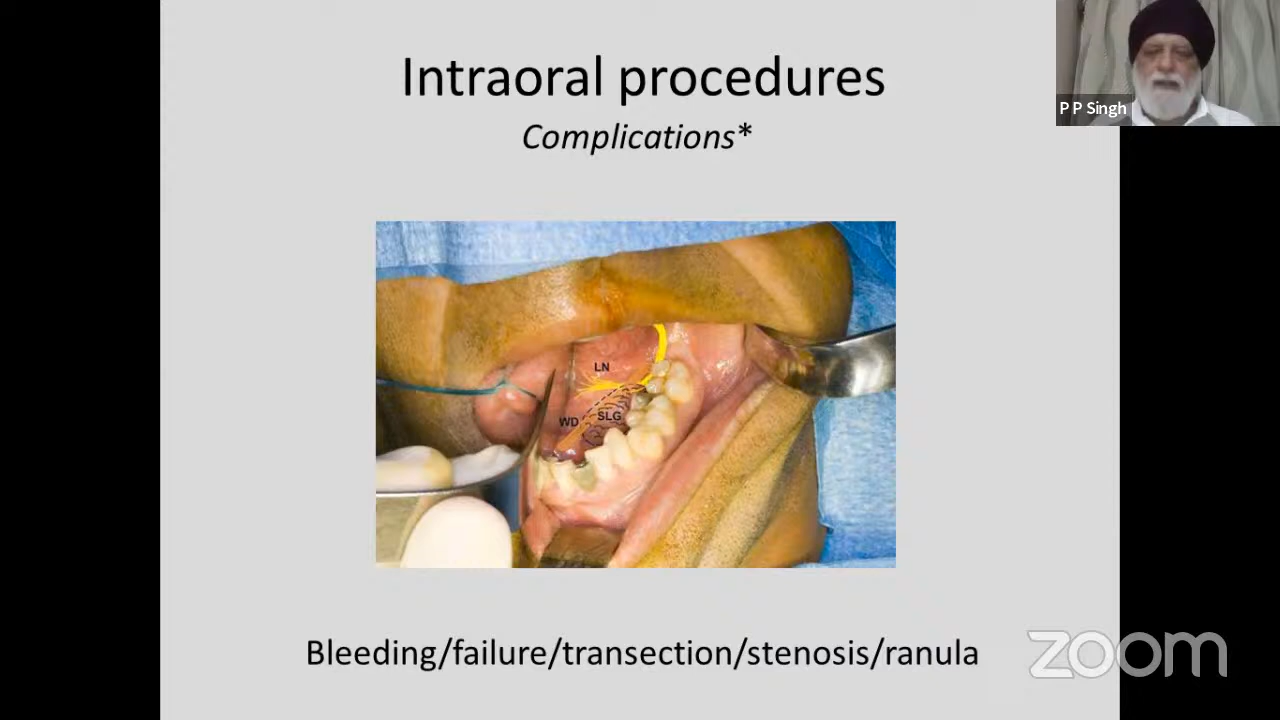 Intraoral procedures
Complications*
P P Singh
LN
WD
SLG
Bleeding/failure/transection/stenosis/ranula
zoom